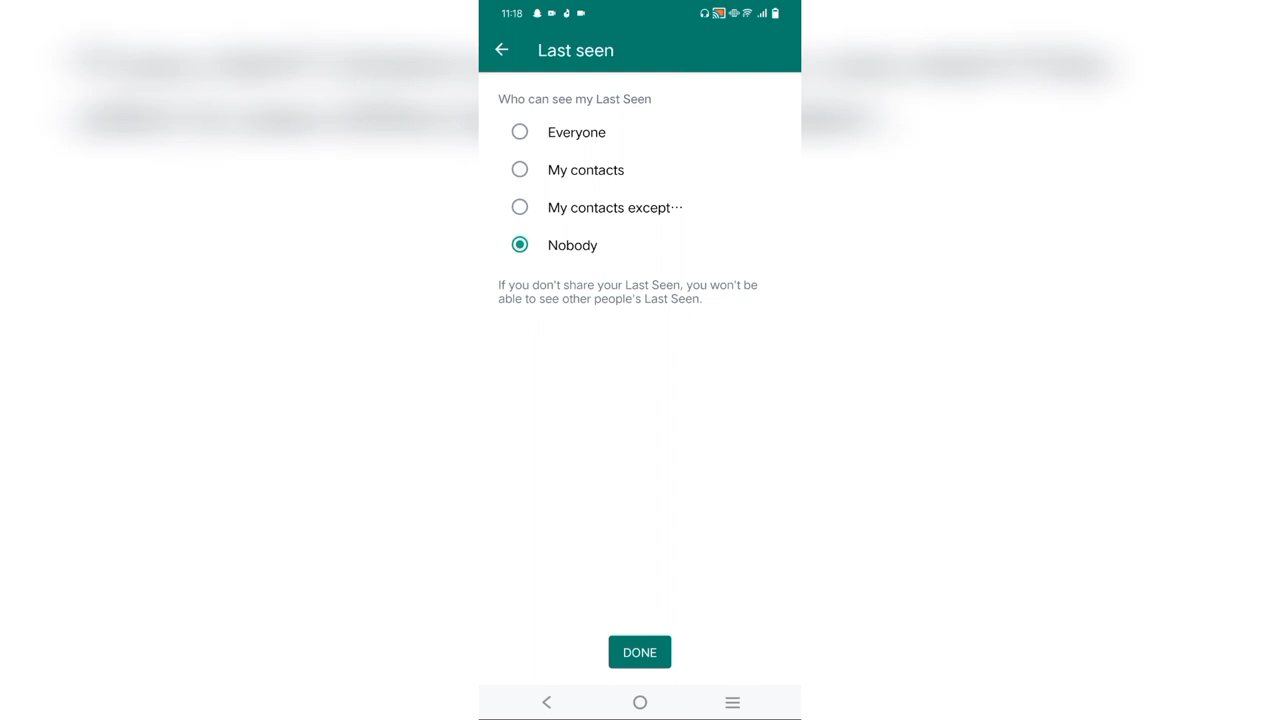 11:18
Last seen
Who can see my Last Seen
Everyone
My contacts
My contacts except···
Nobody
If you don't share your Last Seen, you won't be
able to see other people's Last Seen.
DONE